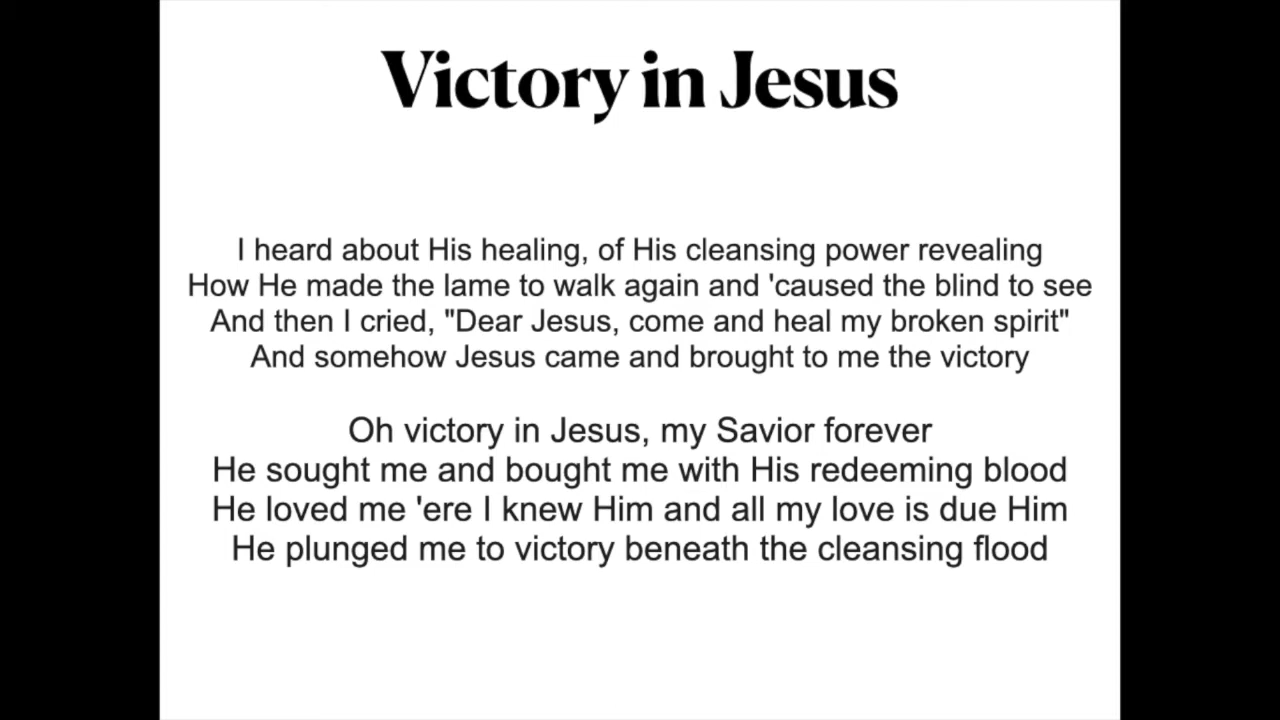 Victory in Jesus
I heard about His healing, of His cleansing power revealing
How He made the lame to walk again and 'caused the blind to see
And then I cried, "Dear Jesus, come and heal my broken spirit"
And somehow Jesus came and brought to me the victory
Oh victory in Jesus, my Savior forever
He sought me and bought me with His redeeming blood
He loved me 'ere I knew Him and all my love is due Him
He plunged me to victory beneath the cleansing flood